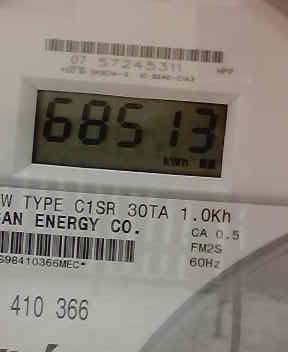 07 57245311
68513
kWh
W TYPE C1SR 30TA 1.0Kh
AN ENERGY CO.
CA 0.5
FM2S
S98410366MEC*
60Hz
410 366